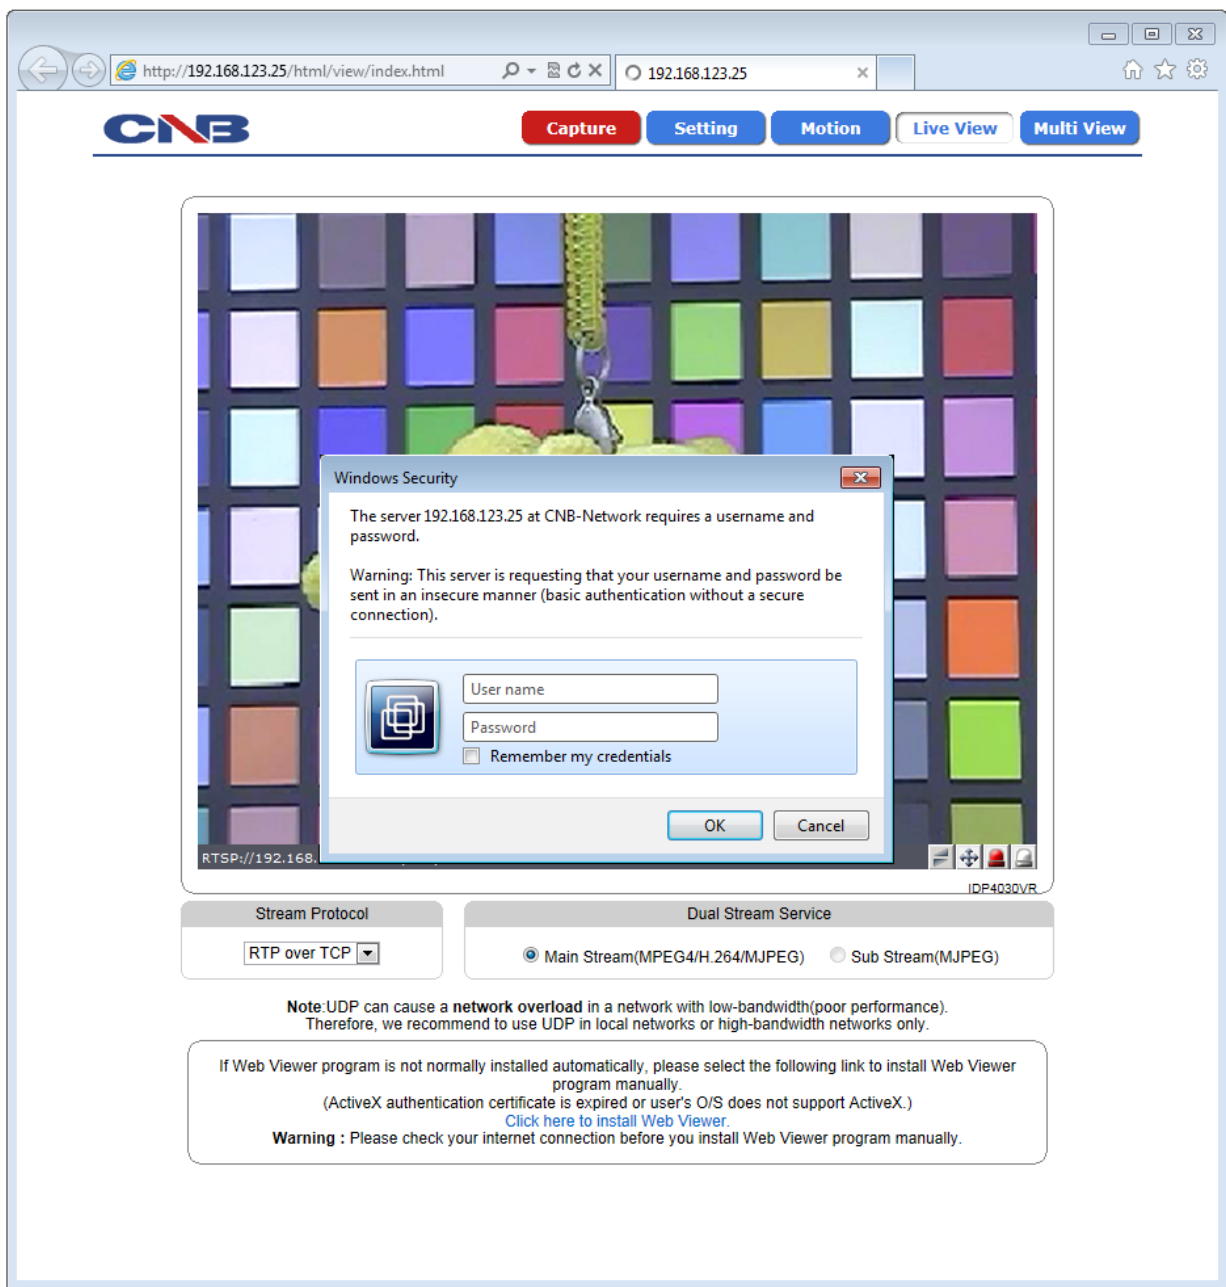 http://192.168.123.25/html/view/index.html
192.168.123.25
CNB
Capture
Setting
Motion
Live View
Multi View
Windows Security
The server 192.168.123.25 at CNB-Network requires a username and
password.
Warning: This server is requesting that your username and password be
sent in an insecure manner (basic authentication without a secure
connection).
User name
Password
Remember my credentials
OK
Cancel
RTSP://192.168.
IDP4030VR
Stream Protocol
Dual Stream Service
RTP over TCP
Main Stream(MPEG4/H.264/MJPEG)
Sub Stream(MJPEG)
Note:UDP can cause a network overload in a network with low-bandwidth(poor performance).
Therefore, we recommend to use UDP in local networks or high-bandwidth networks only.
If Web Viewer program is not normally installed automatically, please select the following link to install Web Viewer
program manually.
(ActiveX authentication certificate is expired or user's O/S does not support ActiveX.)
Click here to install Web Viewer.
Warning : Please check your internet connection before you install Web Viewer program manually.